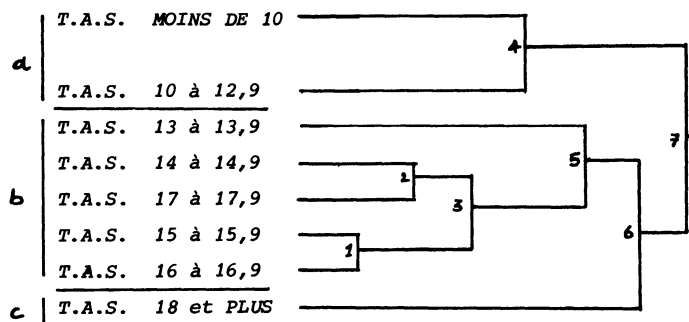 T.A.S. MOINS DE 10
4
a
T.A.S. 10 à 12,9
T.A.S. 13 à 13,9
7
T.A.S. 14 à 14,9
5
2
b
T.A.S. 17 à 17,9
3
T.A.S. 15 à 15,9
6
1
T.A.S. 16 à 16,9
c
T.A.S. 18 et PLUS